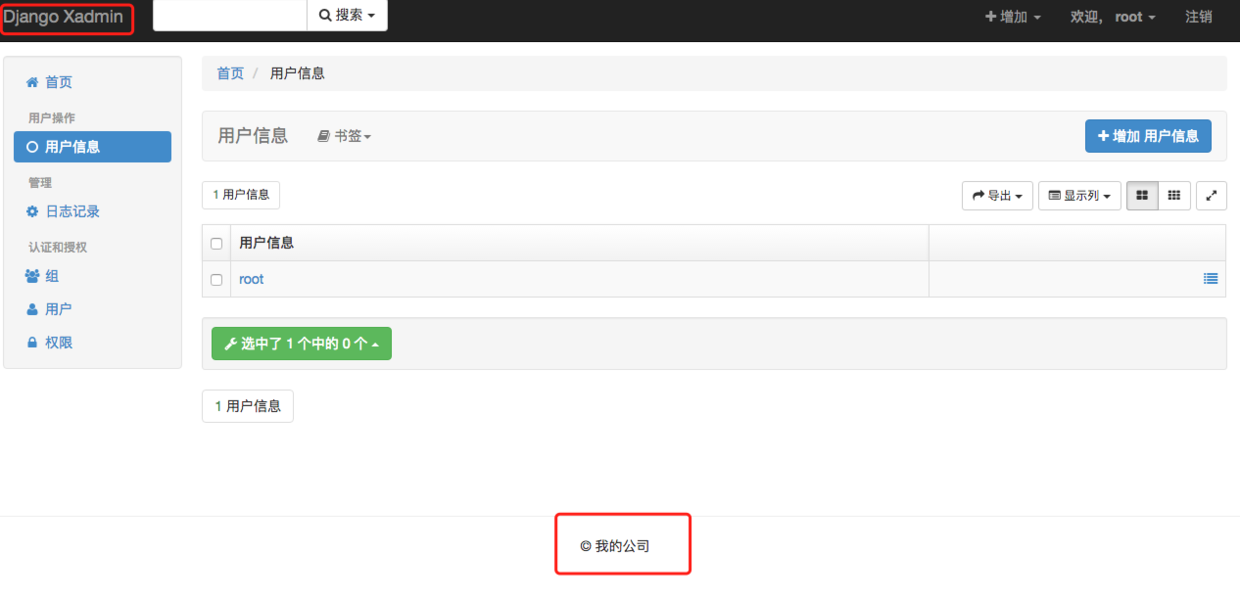 Django Xadmin
搜索
增加
欢迎， root
注销
首页
用户操作
用户信息
管理
日志记录
认证和授权
组
用户
权限
首页 / 用户信息
用户信息
书签
增加 用户信息
1 用户信息
导出
显示列
用户信息
root
选中了 1 个中的 0 个
1 用户信息
© 我的公司